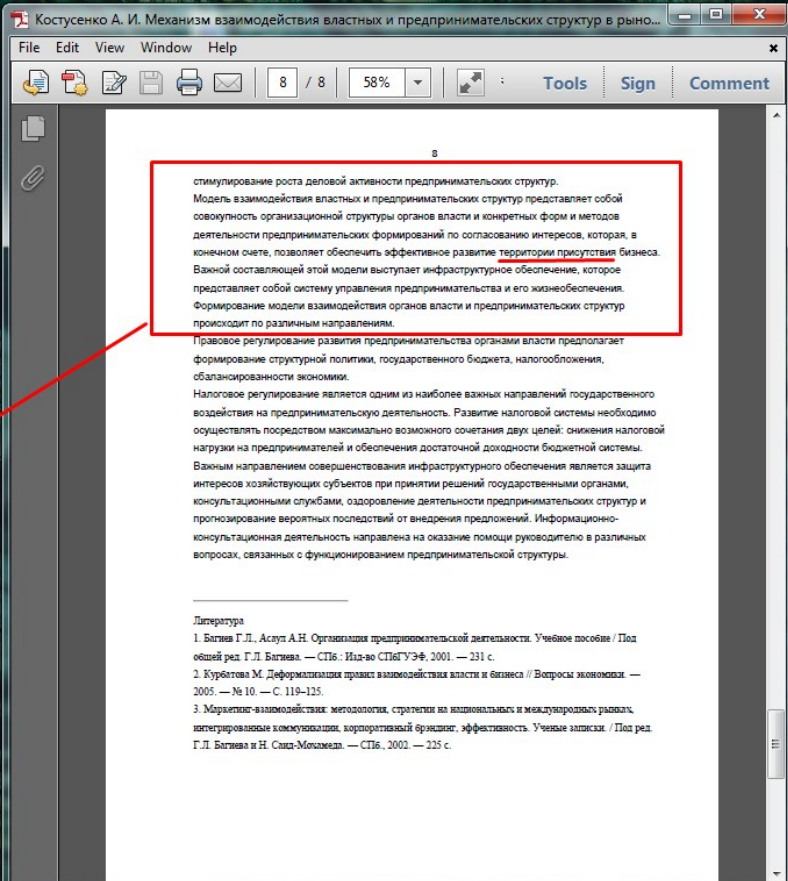 Костусенко А. И. Механизм взаимодействия властных и предпринимательских структур в рыно...
File Edit View Window Help
8 / 8 58% Tools Sign Comment
8
стимулирование роста деловой активности предпринимательских структур.
Модель взаимодействия властных и предпринимательских структур представляет собой
совокупность организационной структуры органов власти и конкретных форм и методов
деятельности предпринимательских формирований по согласованию интересов, которая, в
конечном счете, позволяет обеспечить эффективное развитие территории присутствия бизнеса.
Важной составляющей этой модели выступает инфраструктурное обеспечение, которое
представляет собой систему управления предпринимательства и его жизнеобеспечения.
Формирование модели взаимодействия органов власти и предпринимательских структур
происходит по различным направлениям.
Правовое регулирование развития предпринимательства органами власти предполагает
формирование структурной политики, государственного бюджета, налогообложения,
сбалансированности экономики.
Налоговое регулирование является одним из наиболее важных направлений государственного
воздействия на предпринимательскую деятельность. Развитие налоговой системы необходимо
осуществлять посредством максимально возможного сочетания двух целей: снижения налоговой
нагрузки на предпринимателей и обеспечения достаточной доходности бюджетной системы.
Важным направлением совершенствования инфраструктурного обеспечения является защита
интересов хозяйствующих субъектов при принятии решений государственными органами,
консультационными службами, оздоровление деятельности предпринимательских структур и
прогнозирование вероятных последствий от внедрения предложений. Информационно-
консультационная деятельность направлена на оказание помощи руководителю в различных
вопросах, связанных с функционированием предпринимательской структуры.
Литература
1. Багиев Г.Л., Асаул А.Н. Организация предпринимательской деятельности. Учебное пособие / Под
общей ред. Г.Л. Багиева. — СПб.: Изд-во СПбГУЭФ, 2001. — 231 с.
2. Курбатова М. Деформализация правил взаимодействия власти и бизнеса // Вопросы экономики. —
2005. — № 10. — С. 119–125.
3. Маркетинг-взаимодействия: методология, стратегии на национальных и международных рынках,
интегрированные коммуникации, корпоративный брэндинг, эффективность. Ученые записки. / Под ред.
Г.Л. Багиева и Н. Саид-Мохамеда. — СПб., 2002. — 225 с.